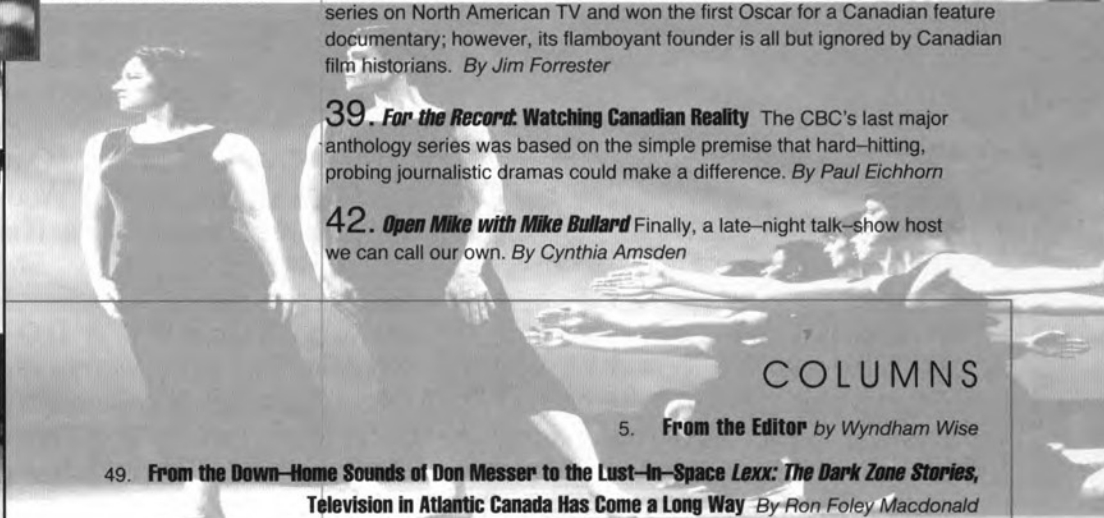 series on North American TV and won the first Oscar for a Canadian feature
documentary; however, its flamboyant founder is all but ignored by Canadian
film historians. By Jim Forrester
39. For the Record: Watching Canadian Reality The CBC's last major
anthology series was based on the simple premise that hard–hitting,
probing journalistic dramas could make a difference. By Paul Eichhorn
42. Open Mike with Mike Bullard Finally, a late–night talk–show host
we can call our own. By Cynthia Amsden
COLUMNS
5. From the Editor by Wyndham Wise
49. From the Down–Home Sounds of Don Messer to the Lust–In–Space Lexx: The Dark Zone Stories,
Television in Atlantic Canada Has Come a Long Way By Ron Foley Macdonald